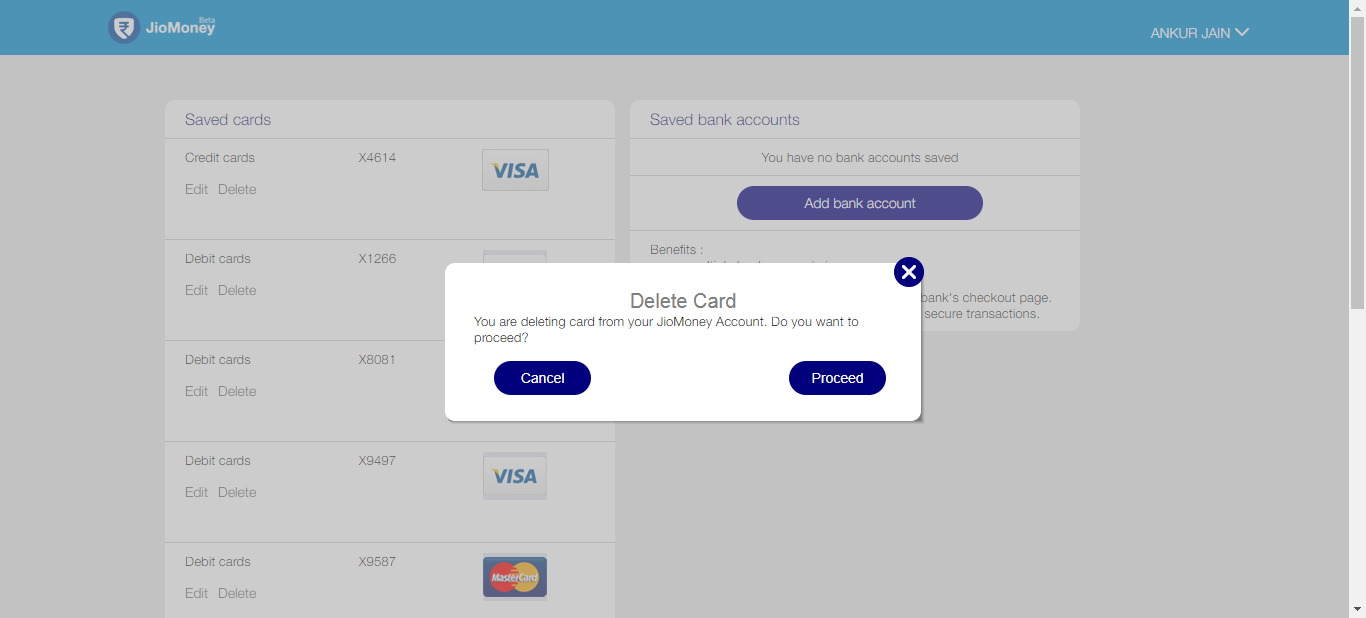 JioMoney Beta
ANKUR JAIN
Saved cards
Credit cards X4614 VISA
Edit Delete
Debit cards X1266
Edit Delete
Debit cards X8081
Edit Delete
Debit cards X9497 VISA
Edit Delete
Debit cards X9587 MasterCard
Edit Delete
Saved bank accounts
You have no bank accounts saved
Add bank account
Benefits :
bank's checkout page.
secure transactions.
Delete Card
You are deleting card from your JioMoney Account. Do you want to
proceed?
Cancel Proceed